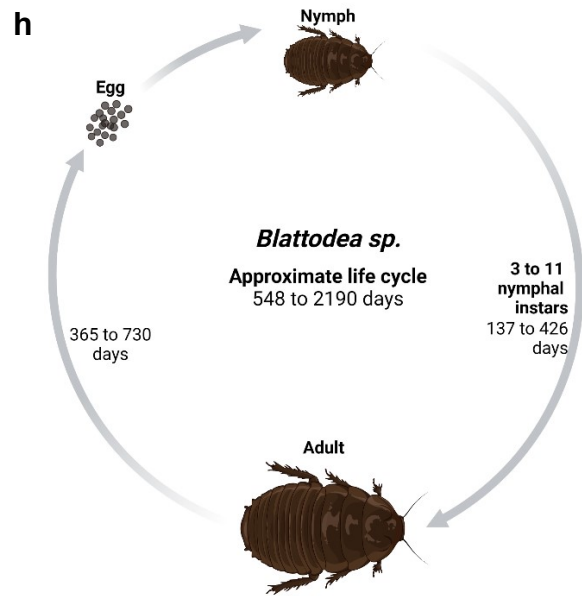 h
Nymph
Egg
Blattodea sp.
Approximate life cycle
548 to 2190 days
3 to 11
nymphal
instars
137 to 426
days
365 to 730
days
Adult